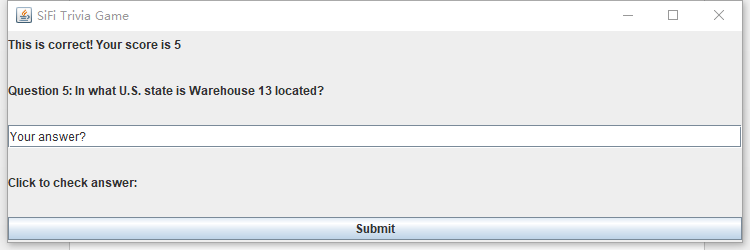 SiFi Trivia Game
This is correct! Your score is 5
Question 5: In what U.S. state is Warehouse 13 located?
Your answer?
Click to check answer:
Submit